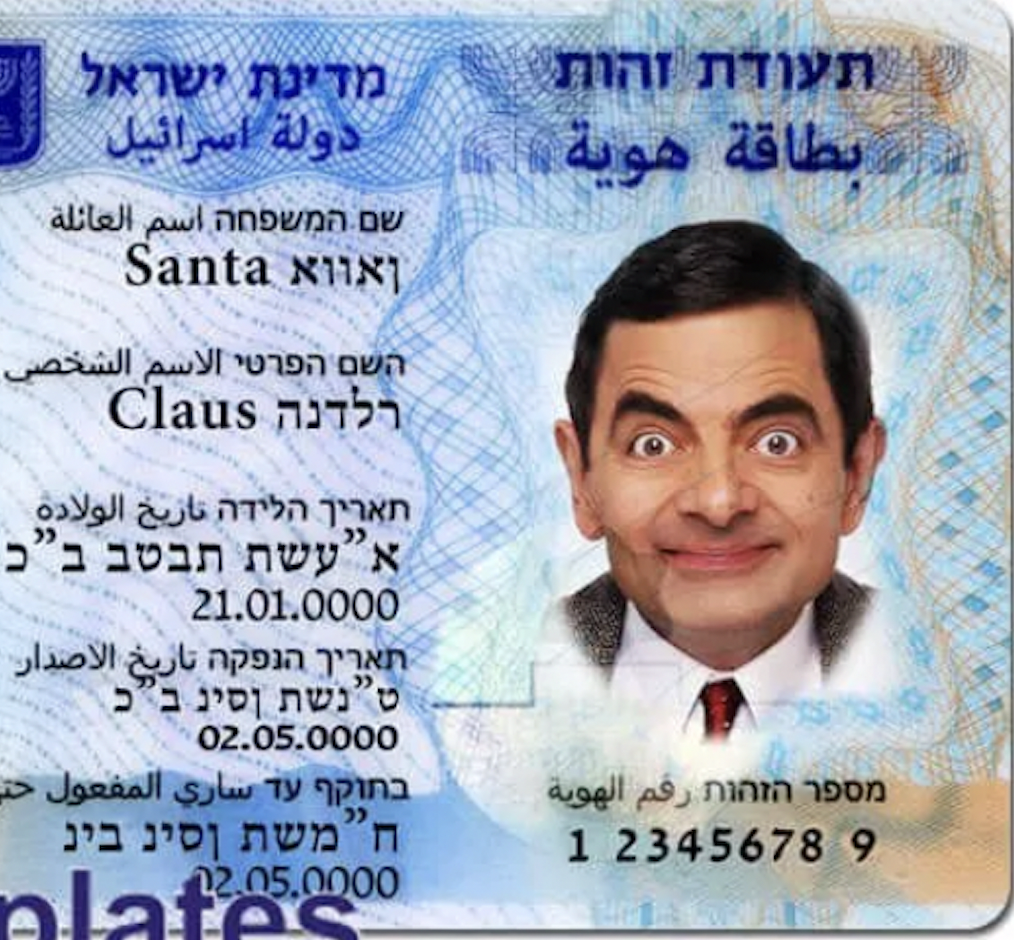 מדינת ישראל
دولة اسرائيل
תעודת זהות
بطاقة هوية
שם המשפחה اسم العائلة
Santa ןאווא
השם הפרטי الاسم الشخصي
Claus רלדנה
תאריך הלידה تاريخ الولادة
א”עשת תבטב ב”כ
21.01.0000
תאריך הנפקה تاريخ الاصدار
ט”נשת ןסינ ב”כ
02.05.0000
בתוקף עד ساري المفعول
ח”משת ןסינ בינ
02.05.0000
מספר הזהות رقم الهوية
1 2345678 9
plates